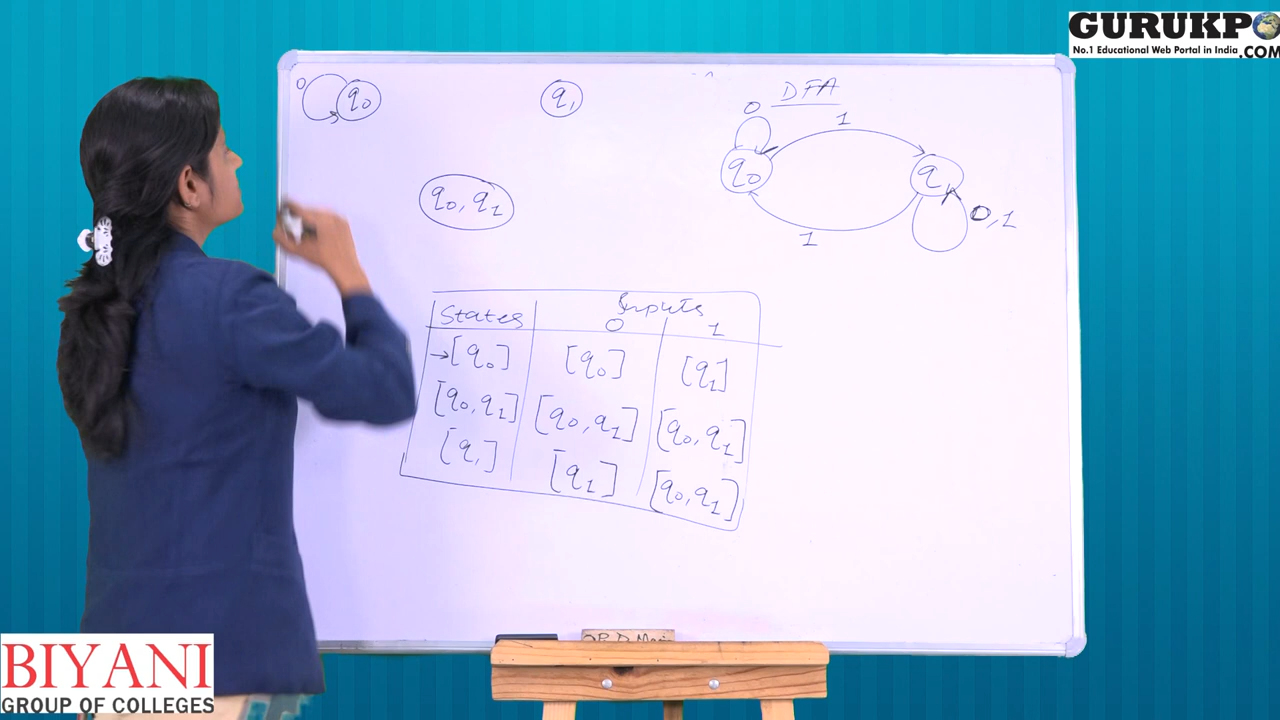 GURUKPO
No.1 Educational Web Portal in India
.COM
0
q0
q1
DFA
0
1
q0
q1
0,1
1
q0, q1
States
Inputs
0
1
→[q0]
[q0]
[q1]
[q0, q1]
[q0, q1]
[q0, q1]
[q1]
[q1]
[q0, q1]
BIYANI
GROUP OF COLLEGES